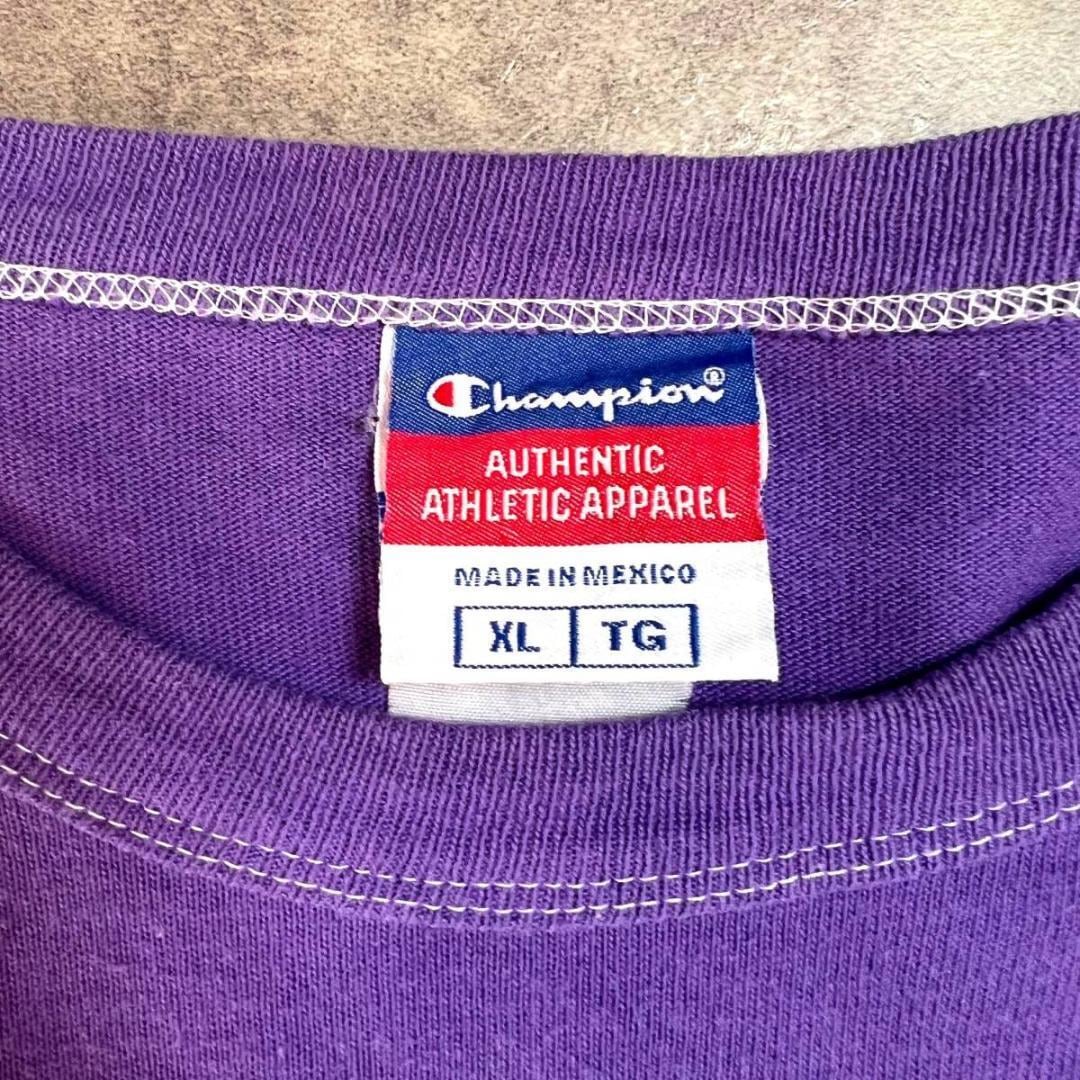 Champion®
AUTHENTIC
ATHLETIC APPAREL
MADE IN MEXICO
XL TG